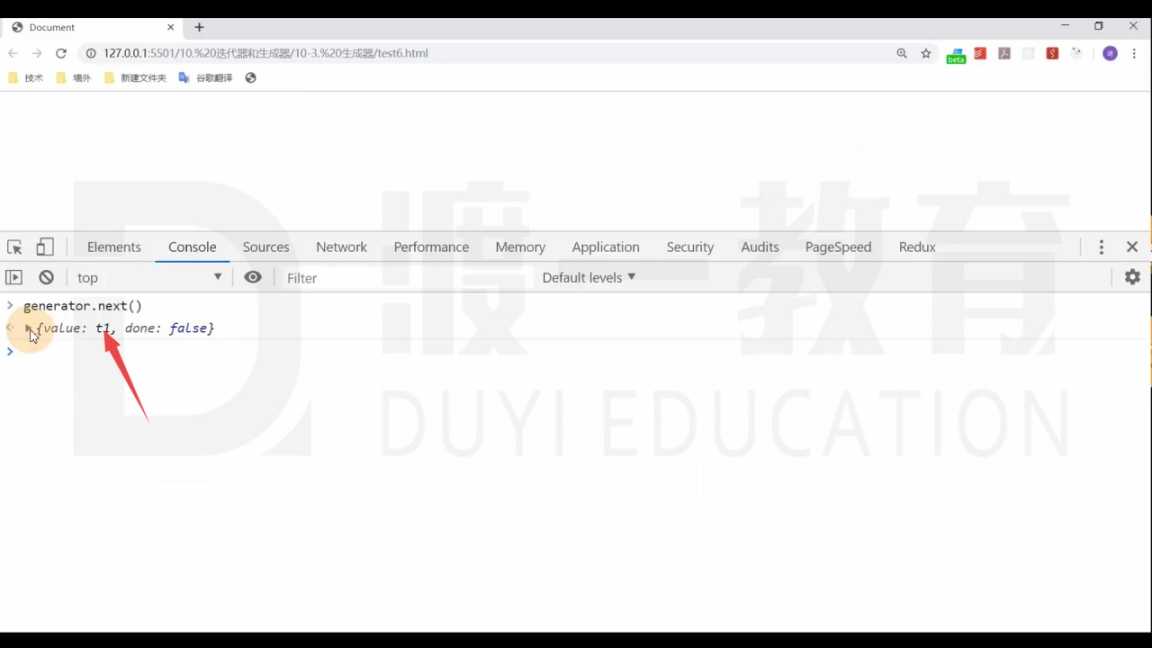 Document
127.0.0.1:5501/10.%20迭代器和生成器/10-3.%20生成器/test6.html
beta
技术 墙外 新建文件夹 谷歌翻译
渡一教育
Elements Console Sources Network Performance Memory Application Security Audits PageSpeed Redux
top Filter Default levels
generator.next()
{value: t1, done: false}
DUYI EDUCATION